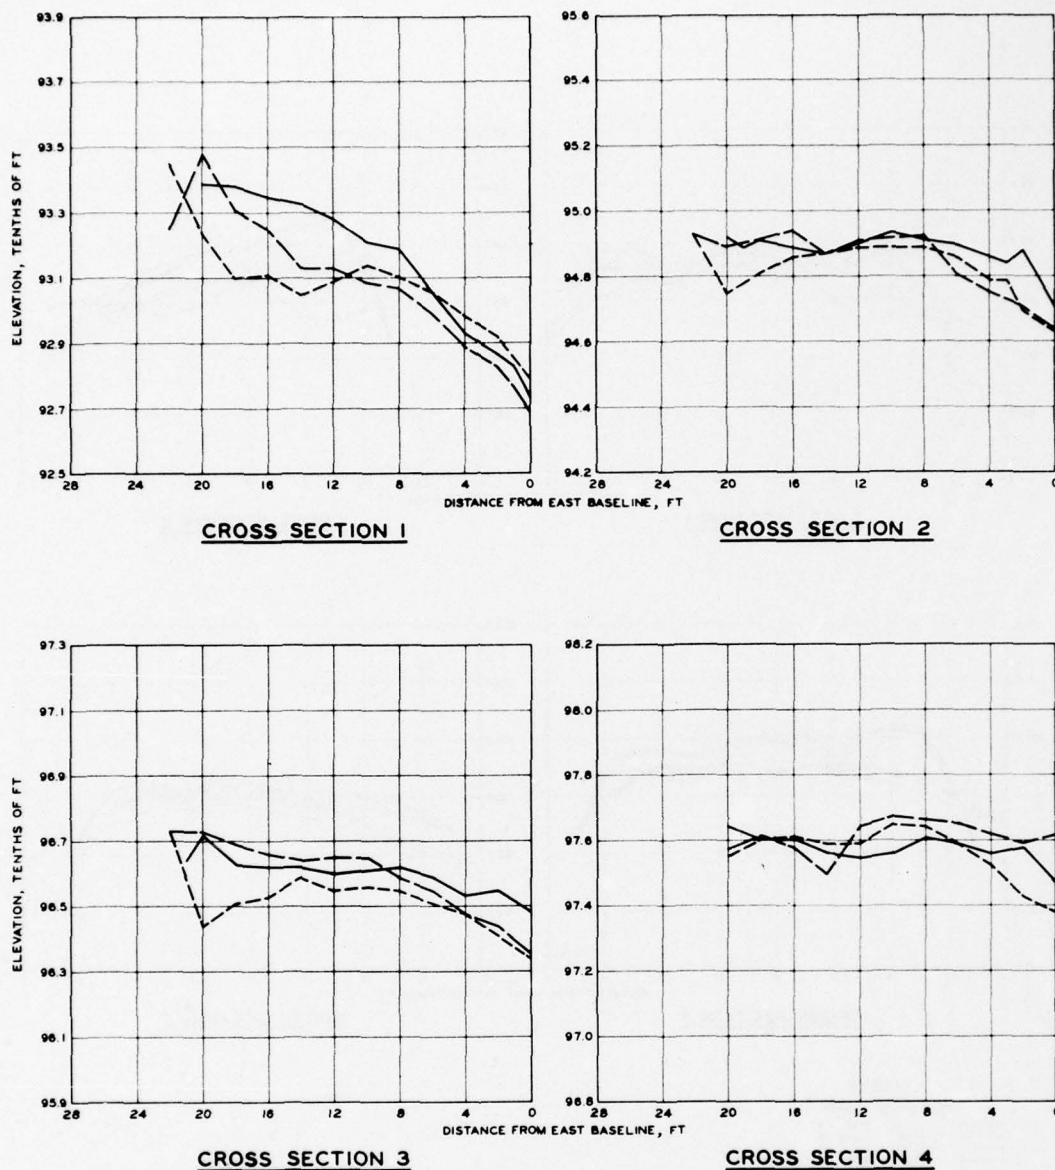 93.9
93.7
93.5
93.3
93.1
92.9
92.7
92.5
ELEVATION, TENTHS OF FT
28 24 20 16 12 8 4 0
95.6
95.4
95.2
95.0
94.8
94.6
94.4
94.2
28 24 20 16 12 8 4 0
DISTANCE FROM EAST BASELINE, FT
CROSS SECTION 1
CROSS SECTION 2
97.3
97.1
96.9
96.7
96.5
96.3
96.1
95.9
ELEVATION, TENTHS OF FT
28 24 20 16 12 8 4 0
98.2
98.0
97.8
97.6
97.4
97.2
97.0
96.8
28 24 20 16 12 8 4 0
DISTANCE FROM EAST BASELINE, FT
CROSS SECTION 3
CROSS SECTION 4